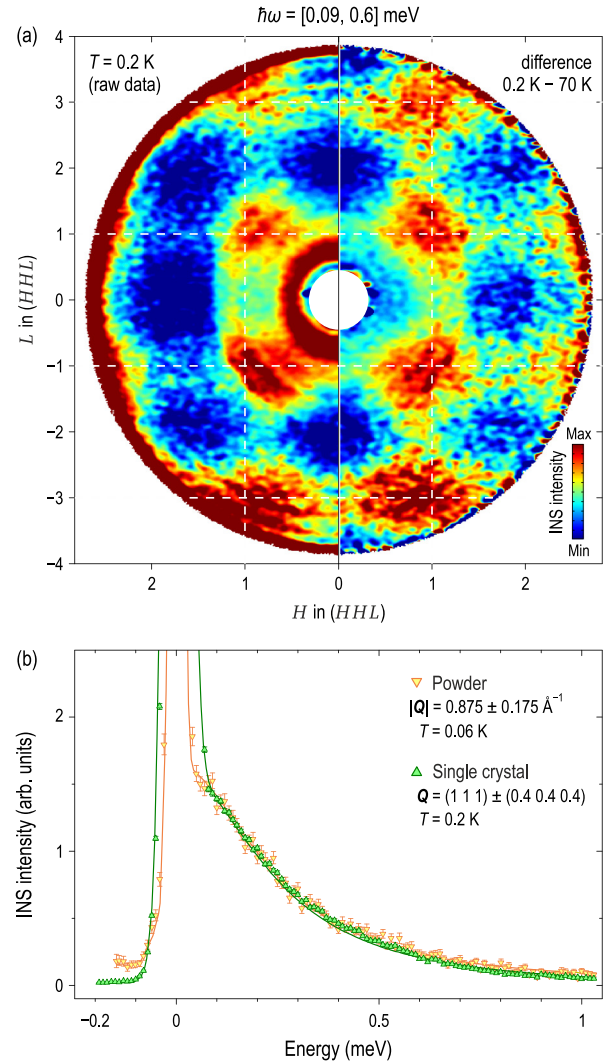 ħω = [0.09, 0.6] meV
(a)
T = 0.2 K
(raw data)
difference
0.2 K – 70 K
4
3
2
1
0
−1
−2
−3
−4
L in (HHL)
Max
INS intensity
Min
2 1 0 1 2
H in (HHL)
(b)
Powder
|Q| = 0.875 ± 0.175 Å⁻¹
T = 0.06 K
Single crystal
Q = (1 1 1) ± (0.4 0.4 0.4)
T = 0.2 K
2
1
0
INS intensity (arb. units)
−0.2 0 0.5 1
Energy (meV)